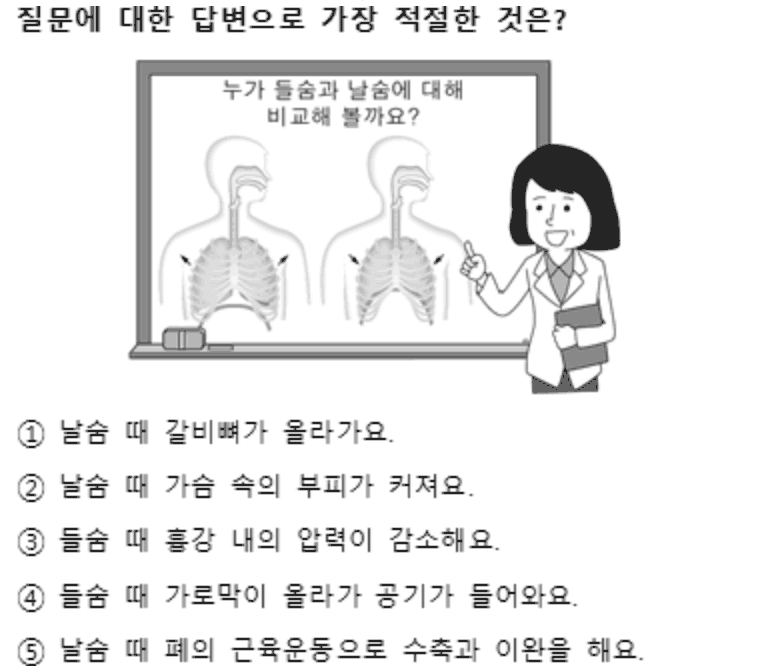 질문에 대한 답변으로 가장 적절한 것은?
누가 들숨과 날숨에 대해
비교해 볼까요?
① 날숨 때 갈비뼈가 올라가요.
② 날숨 때 가슴 속의 부피가 커져요.
③ 들숨 때 흉강 내의 압력이 감소해요.
④ 들숨 때 가로막이 올라가 공기가 들어와요.
⑤ 날숨 때 폐의 근육운동으로 수축과 이완을 해요.